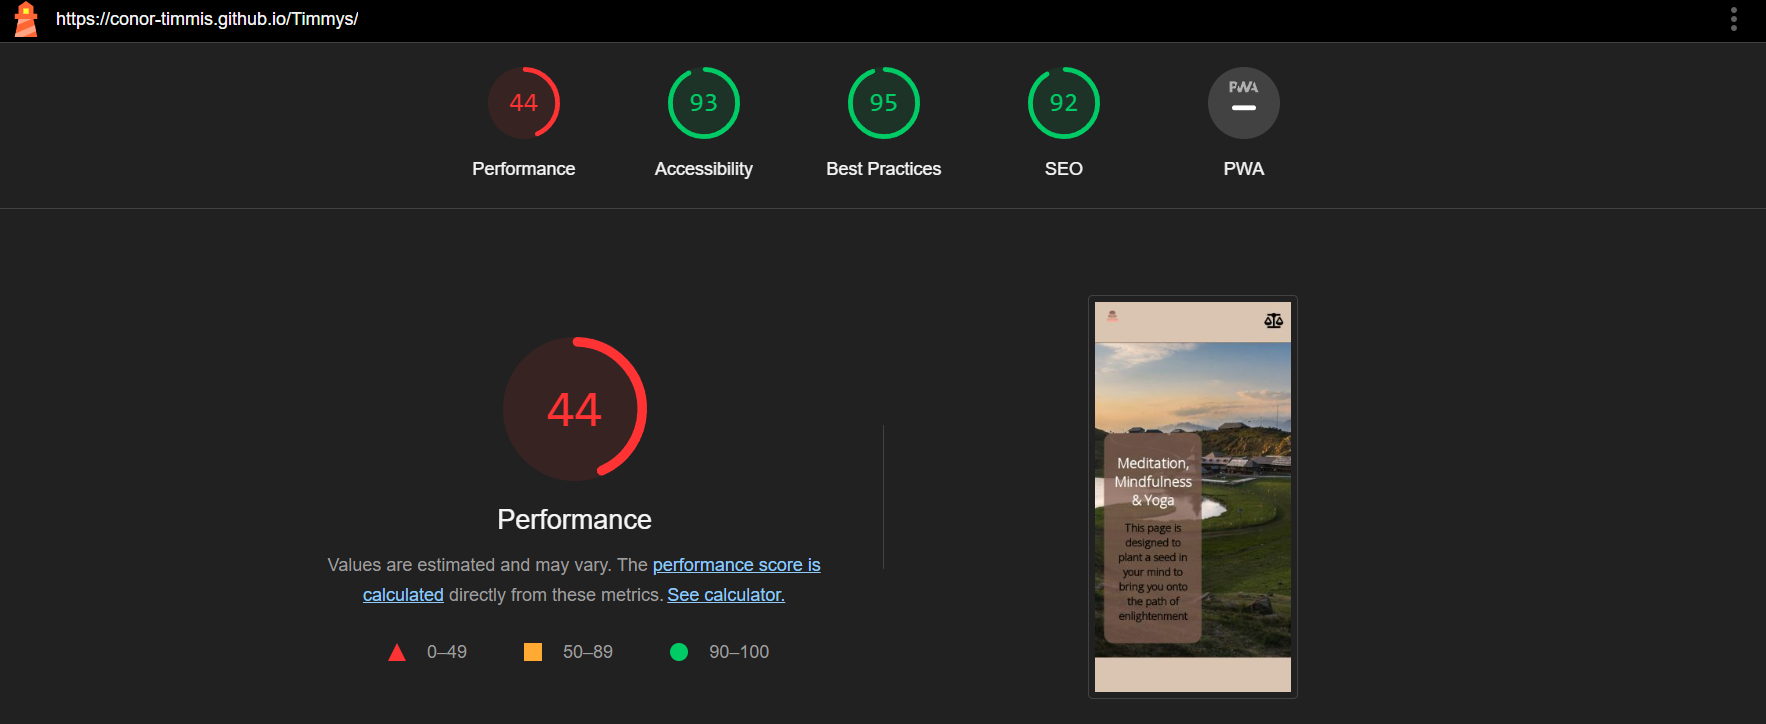 https://conor-timmis.github.io/Timmys/
44
93
95
92
PWA
Performance
Accessibility
Best Practices
SEO
PWA
44
Performance
Values are estimated and may vary. The performance score is
calculated directly from these metrics. See calculator.
0–49
50–89
90–100
Meditation,
Mindfulness
& Yoga
This page is
designed to
plant a seed in
your mind to
bring you onto
the path of
enlightenment